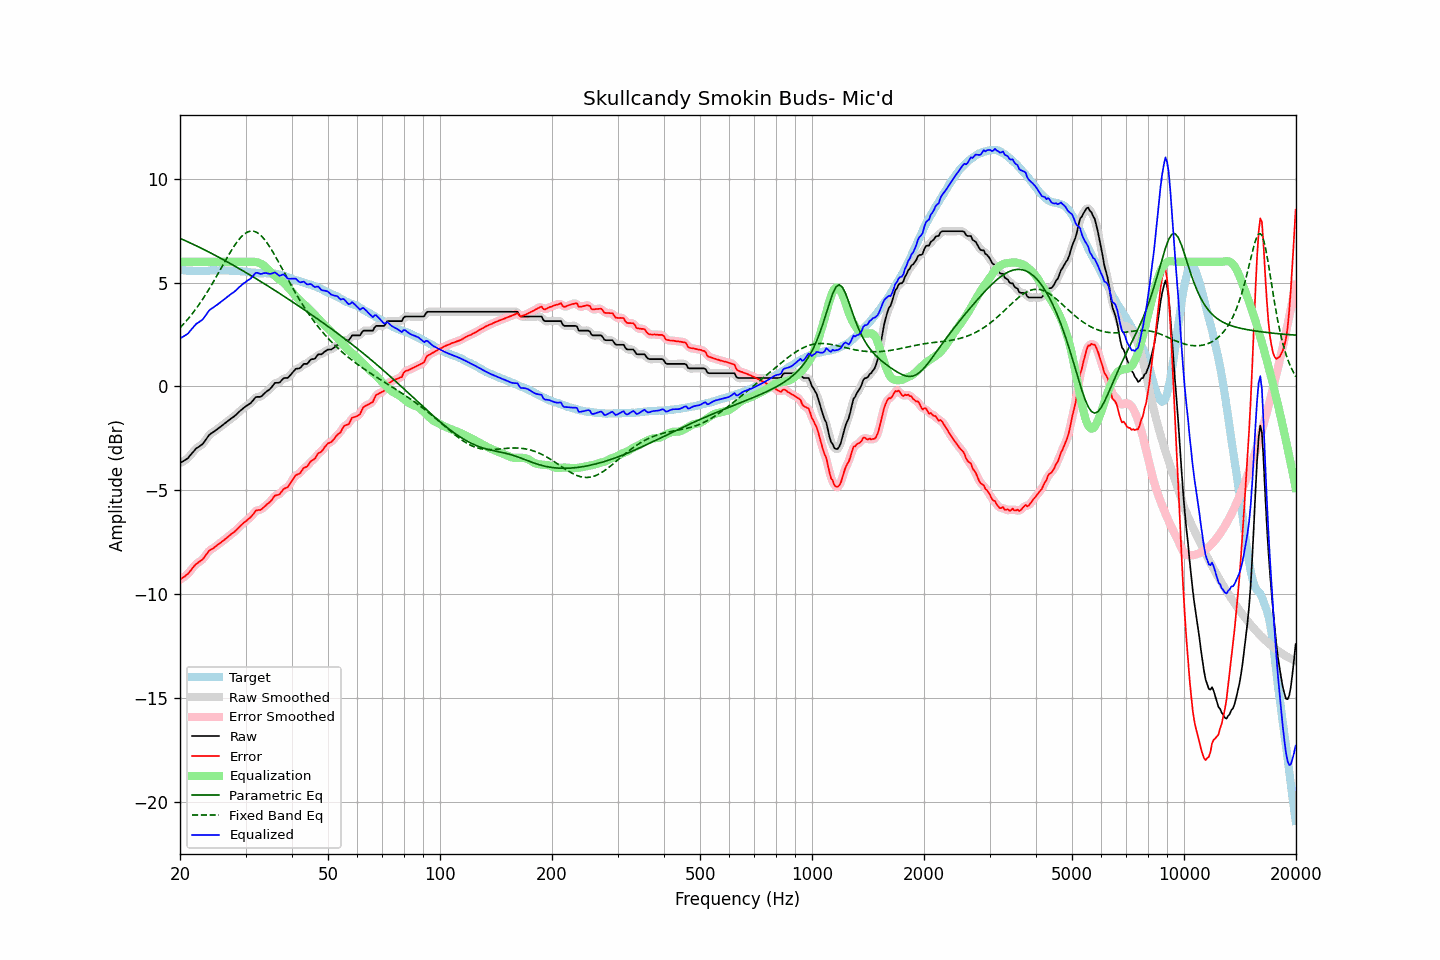 Skullcandy Smokin Buds- Mic'd
Amplitude (dBr)
10
5
0
−5
−10
−15
−20
Target
Raw Smoothed
Error Smoothed
Raw
Error
Equalization
Parametric Eq
Fixed Band Eq
Equalized
20 50 100 200 500 1000 2000 5000 10000 20000
Frequency (Hz)